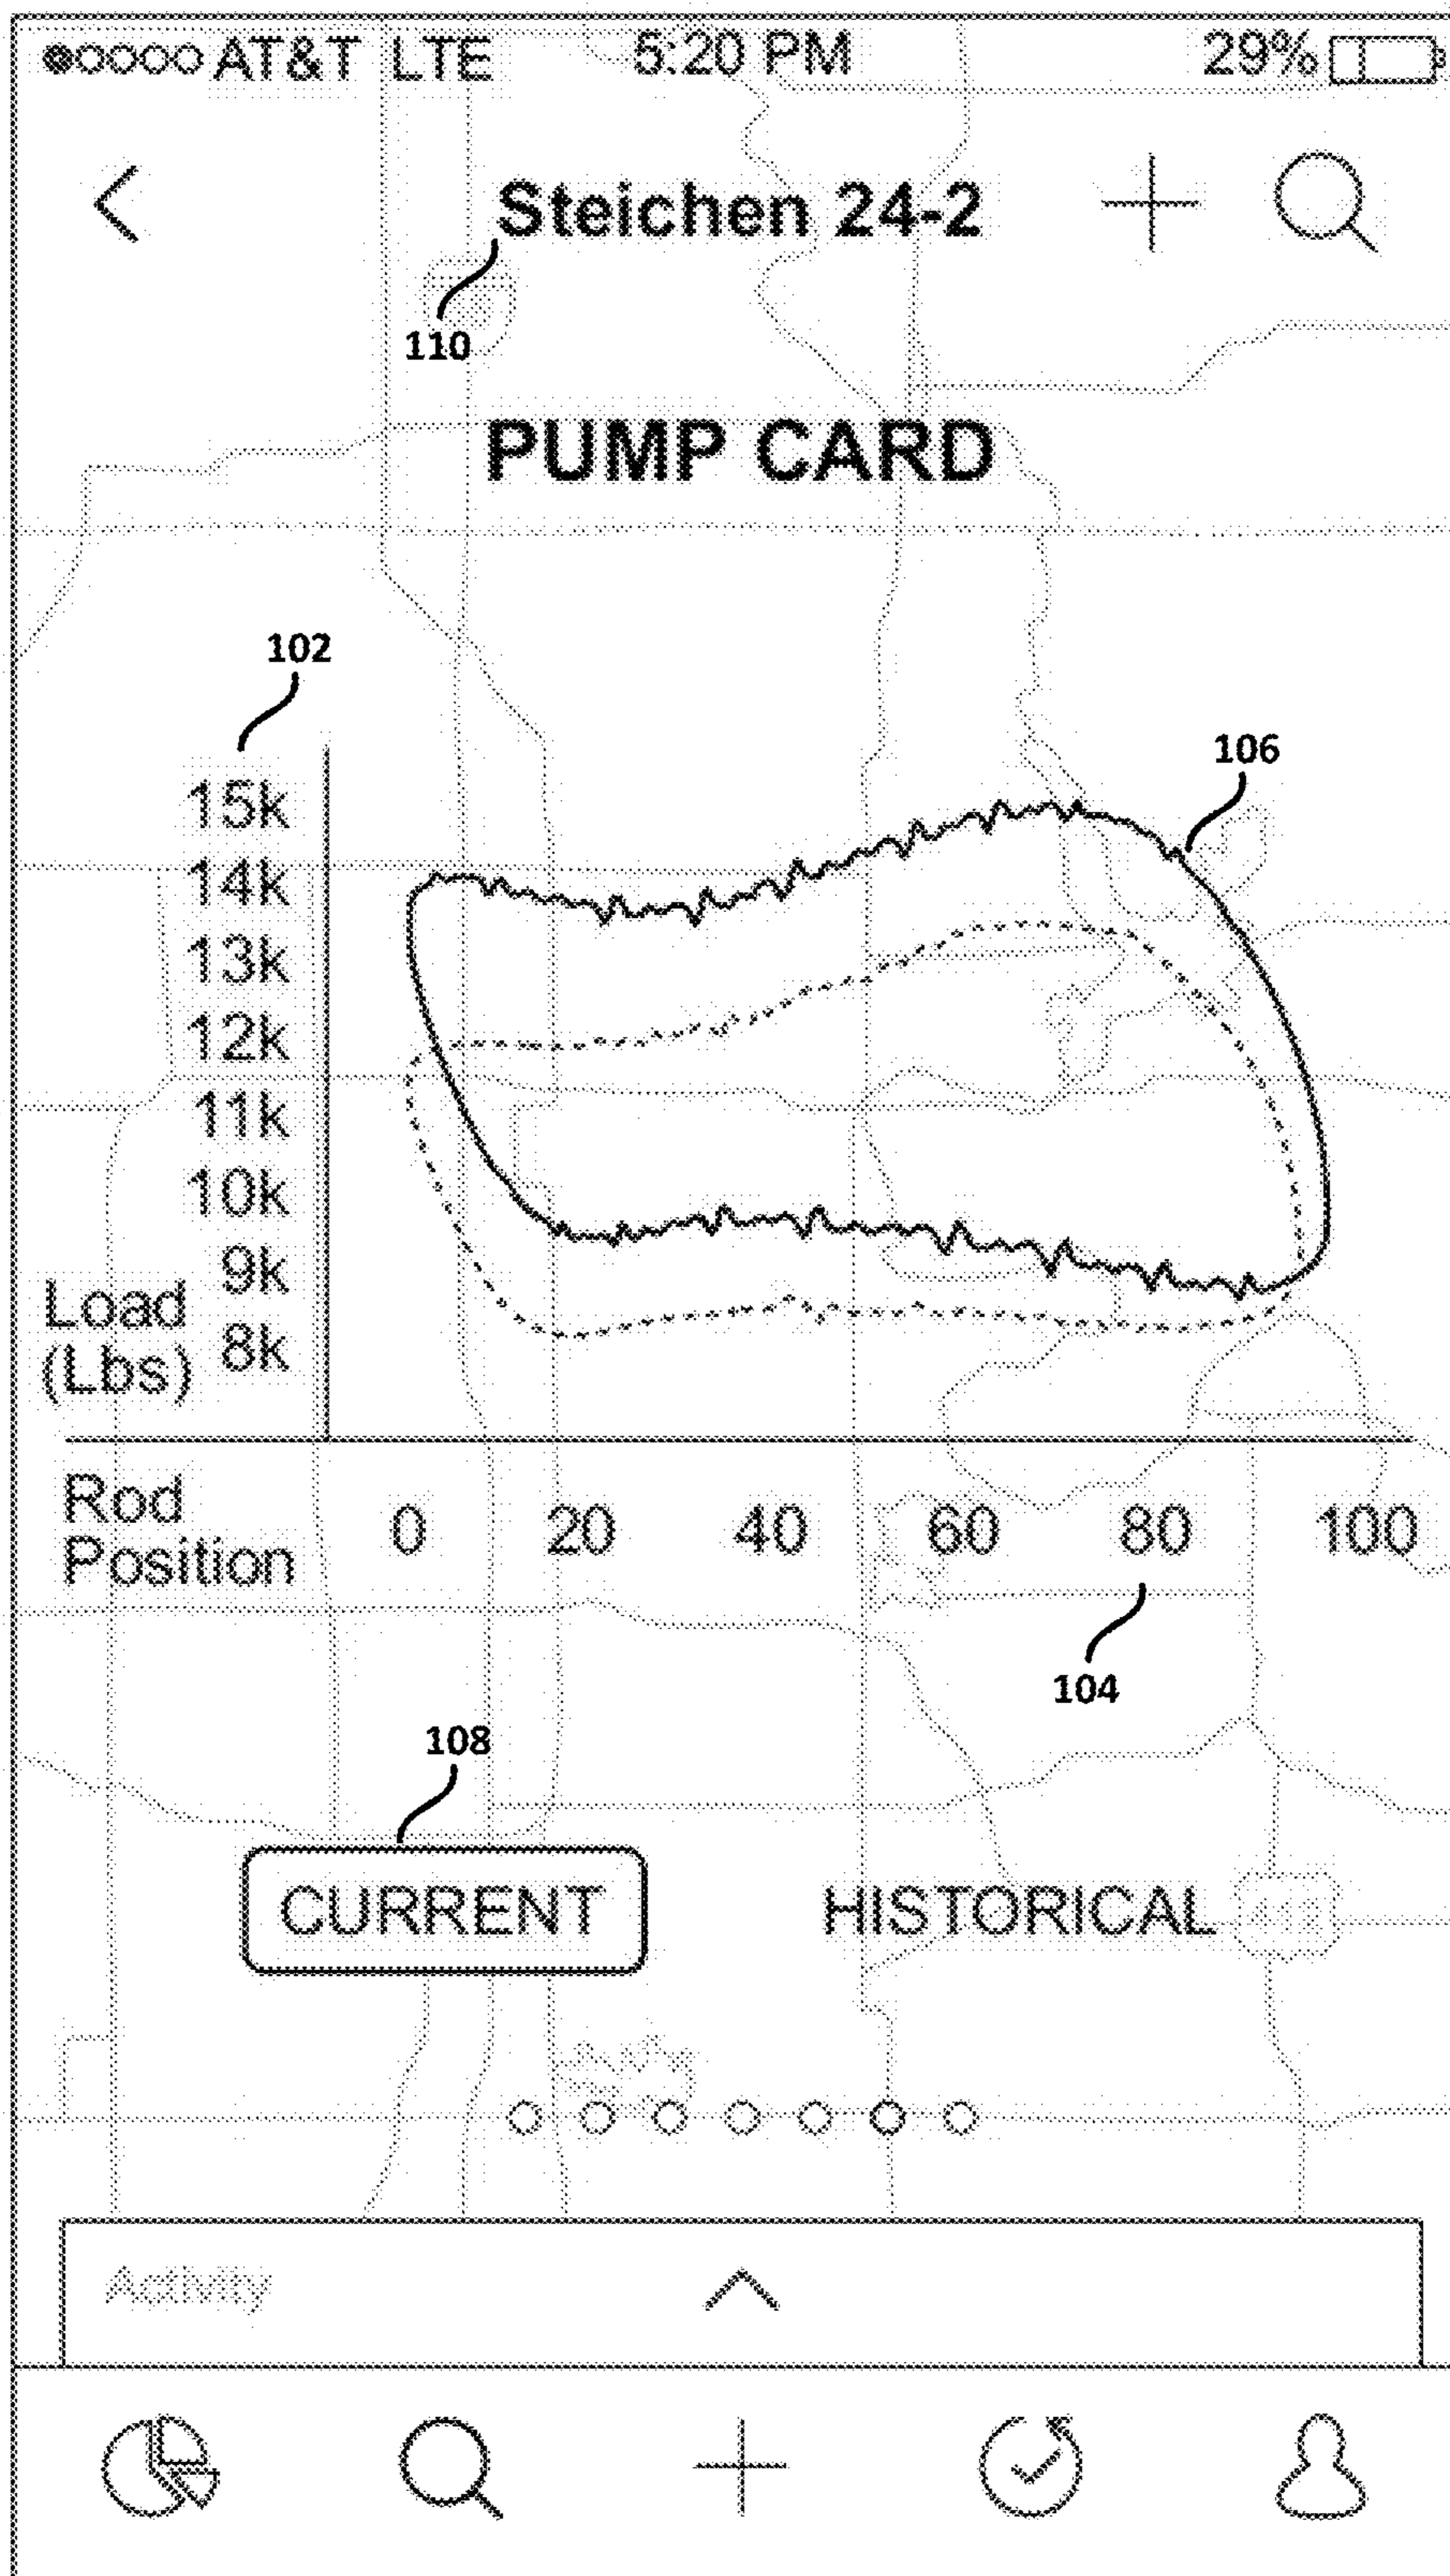 AT&T LTE 5:20 PM 29%
Steichen 24-2
110
PUMP CARD
102
106
15k
14k
13k
12k
11k
10k
9k
8k
Load
(Lbs)
Rod
Position
0 20 40 60 80 100
104
108
CURRENT HISTORICAL
Activity